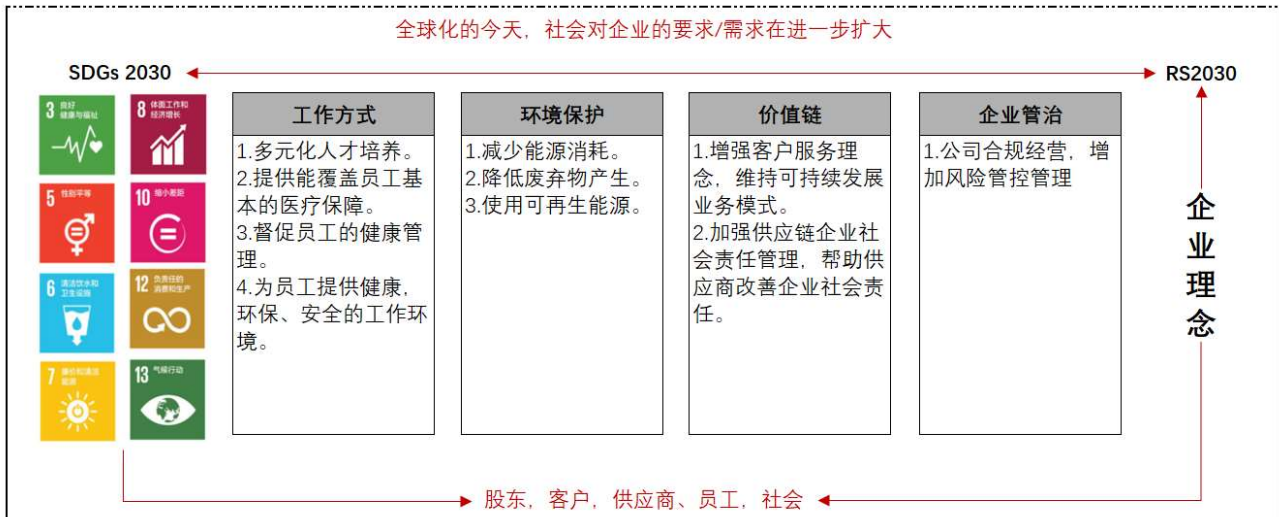 全球化的今天，社会对企业的要求/需求在进一步扩大
SDGs 2030
RS2030
3 良好
健康与福祉
8 体面工作和
经济增长
5 性别平等
10 缩小差距
6 清洁饮水和
卫生设施
12 负责任的
消费和生产
7 廉价和清洁
能源
13 气候行动
工作方式
1.多元化人才培养。
2.提供能覆盖员工基
本的医疗保障。
3.督促员工的健康管
理。
4.为员工提供健康，
环保、安全的工作环
境。
环境保护
1.减少能源消耗。
2.降低废弃物产生。
3.使用可再生能源。
价值链
1.增强客户服务理
念，维持可持续发展
业务模式。
2.加强供应链企业社
会责任管理，帮助供
应商改善企业社会责
任。
企业管治
1.公司合规经营，增
加风险管控管理
企业理念
股东，客户，供应商、员工，社会